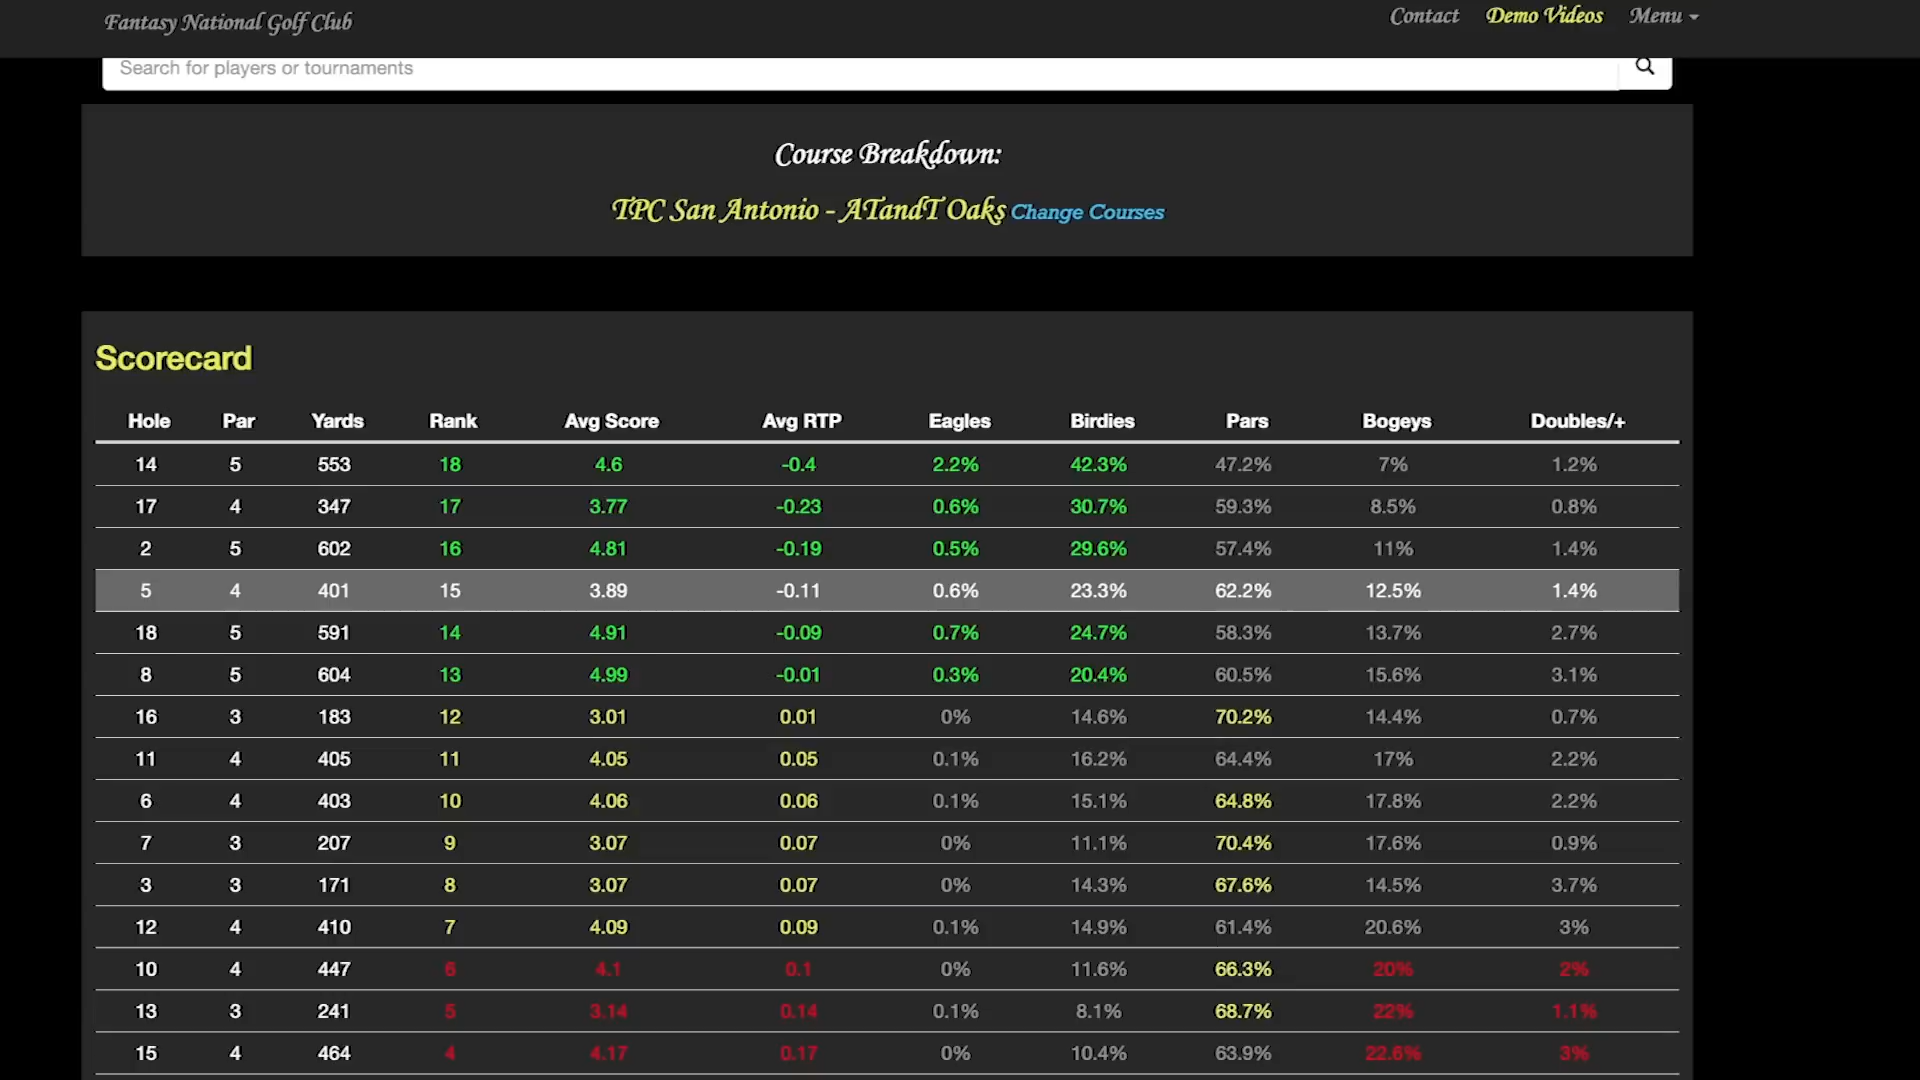 Fantasy National Golf Club Contact Demo Videos Menu
Search for players or tournaments
Course Breakdown:
TPC San Antonio - ATandT Oaks Change Courses
Scorecard
Hole Par Yards Rank Avg Score Avg RTP Eagles Birdies Pars Bogeys Doubles/+
14 5 553 18 4.6 -0.4 2.2% 42.3% 47.2% 7% 1.2%
17 4 347 17 3.77 -0.23 0.6% 30.7% 59.3% 8.5% 0.8%
2 5 602 16 4.81 -0.19 0.5% 29.6% 57.4% 11% 1.4%
5 4 401 15 3.89 -0.11 0.6% 23.3% 62.2% 12.5% 1.4%
18 5 591 14 4.91 -0.09 0.7% 24.7% 58.3% 13.7% 2.7%
8 5 604 13 4.99 -0.01 0.3% 20.4% 60.5% 15.6% 3.1%
16 3 183 12 3.01 0.01 0% 14.6% 70.2% 14.4% 0.7%
11 4 405 11 4.05 0.05 0.1% 16.2% 64.4% 17% 2.2%
6 4 403 10 4.06 0.06 0.1% 15.1% 64.8% 17.8% 2.2%
7 3 207 9 3.07 0.07 0% 11.1% 70.4% 17.6% 0.9%
3 3 171 8 3.07 0.07 0% 14.3% 67.6% 14.5% 3.7%
12 4 410 7 4.09 0.09 0.1% 14.9% 61.4% 20.6% 3%
10 4 447 6 4.1 0.1 0% 11.6% 66.3% 20% 2%
13 3 241 5 3.14 0.14 0.1% 8.1% 68.7% 22% 1.1%
15 4 464 4 4.17 0.17 0% 10.4% 63.9% 22.6% 3%